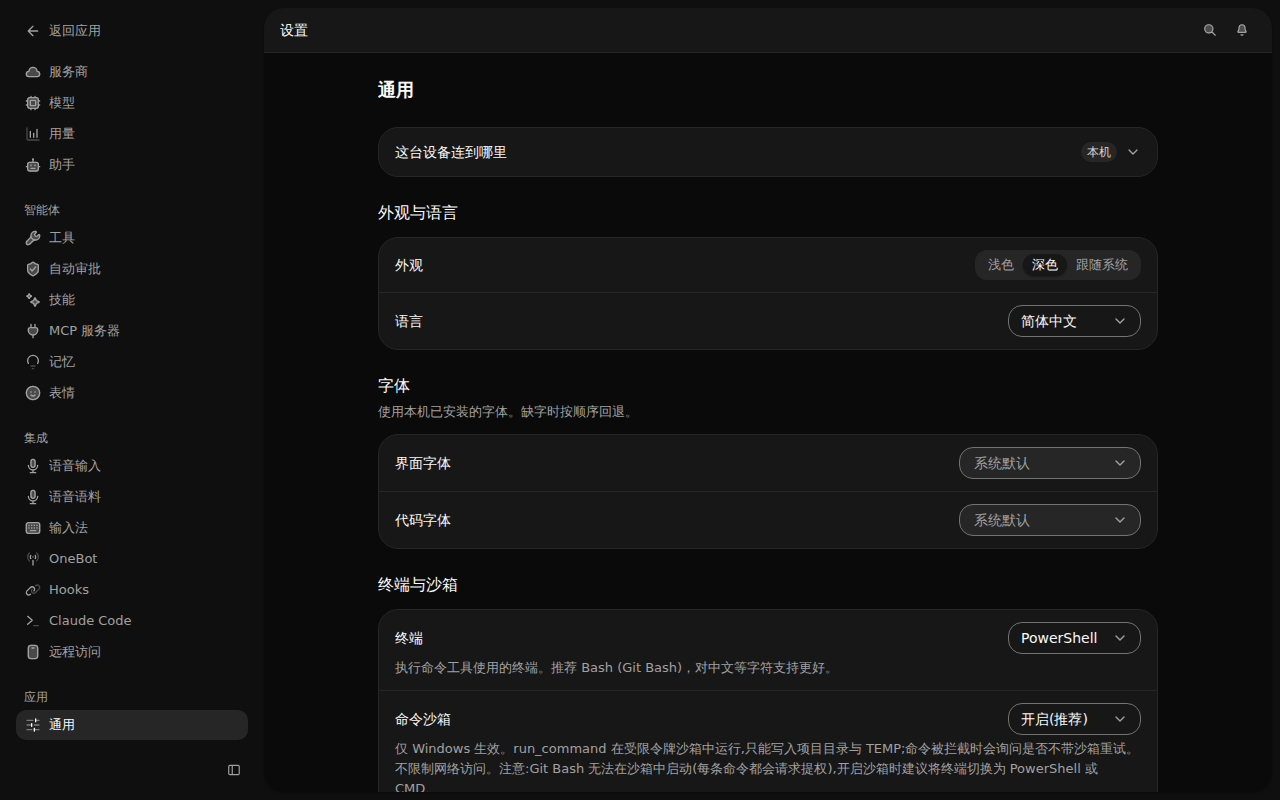 返回应用
服务商
模型
用量
助手
智能体
工具
自动审批
技能
MCP 服务器
记忆
表情
集成
语音输入
语音语料
输入法
OneBot
Hooks
Claude Code
远程访问
应用
通用
设置
通用
这台设备连到哪里
本机
外观与语言
外观
浅色 深色 跟随系统
语言
简体中文
字体
使用本机已安装的字体。缺字时按顺序回退。
界面字体
系统默认
代码字体
系统默认
终端与沙箱
终端
PowerShell
执行命令工具使用的终端。推荐 Bash (Git Bash)，对中文等字符支持更好。
命令沙箱
开启(推荐)
仅 Windows 生效。run_command 在受限令牌沙箱中运行,只能写入项目目录与 TEMP;命令被拦截时会询问是否不带沙箱重试。
不限制网络访问。注意:Git Bash 无法在沙箱中启动(每条命令都会请求提权),开启沙箱时建议将终端切换为 PowerShell 或
CMD